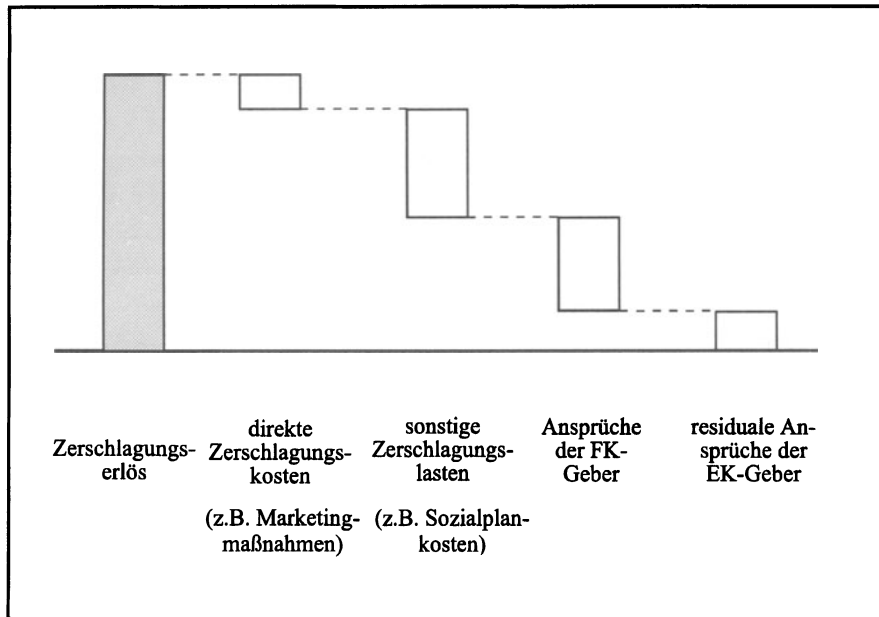 Zerschlagungs-
erlös
direkte
Zerschlagungs-
kosten
(z.B. Marketing-
maßnahmen)
sonstige
Zerschlagungs-
lasten
(z.B. Sozialplan-
kosten)
Ansprüche
der FK-
Geber
residuale An-
sprüche der
EK-Geber